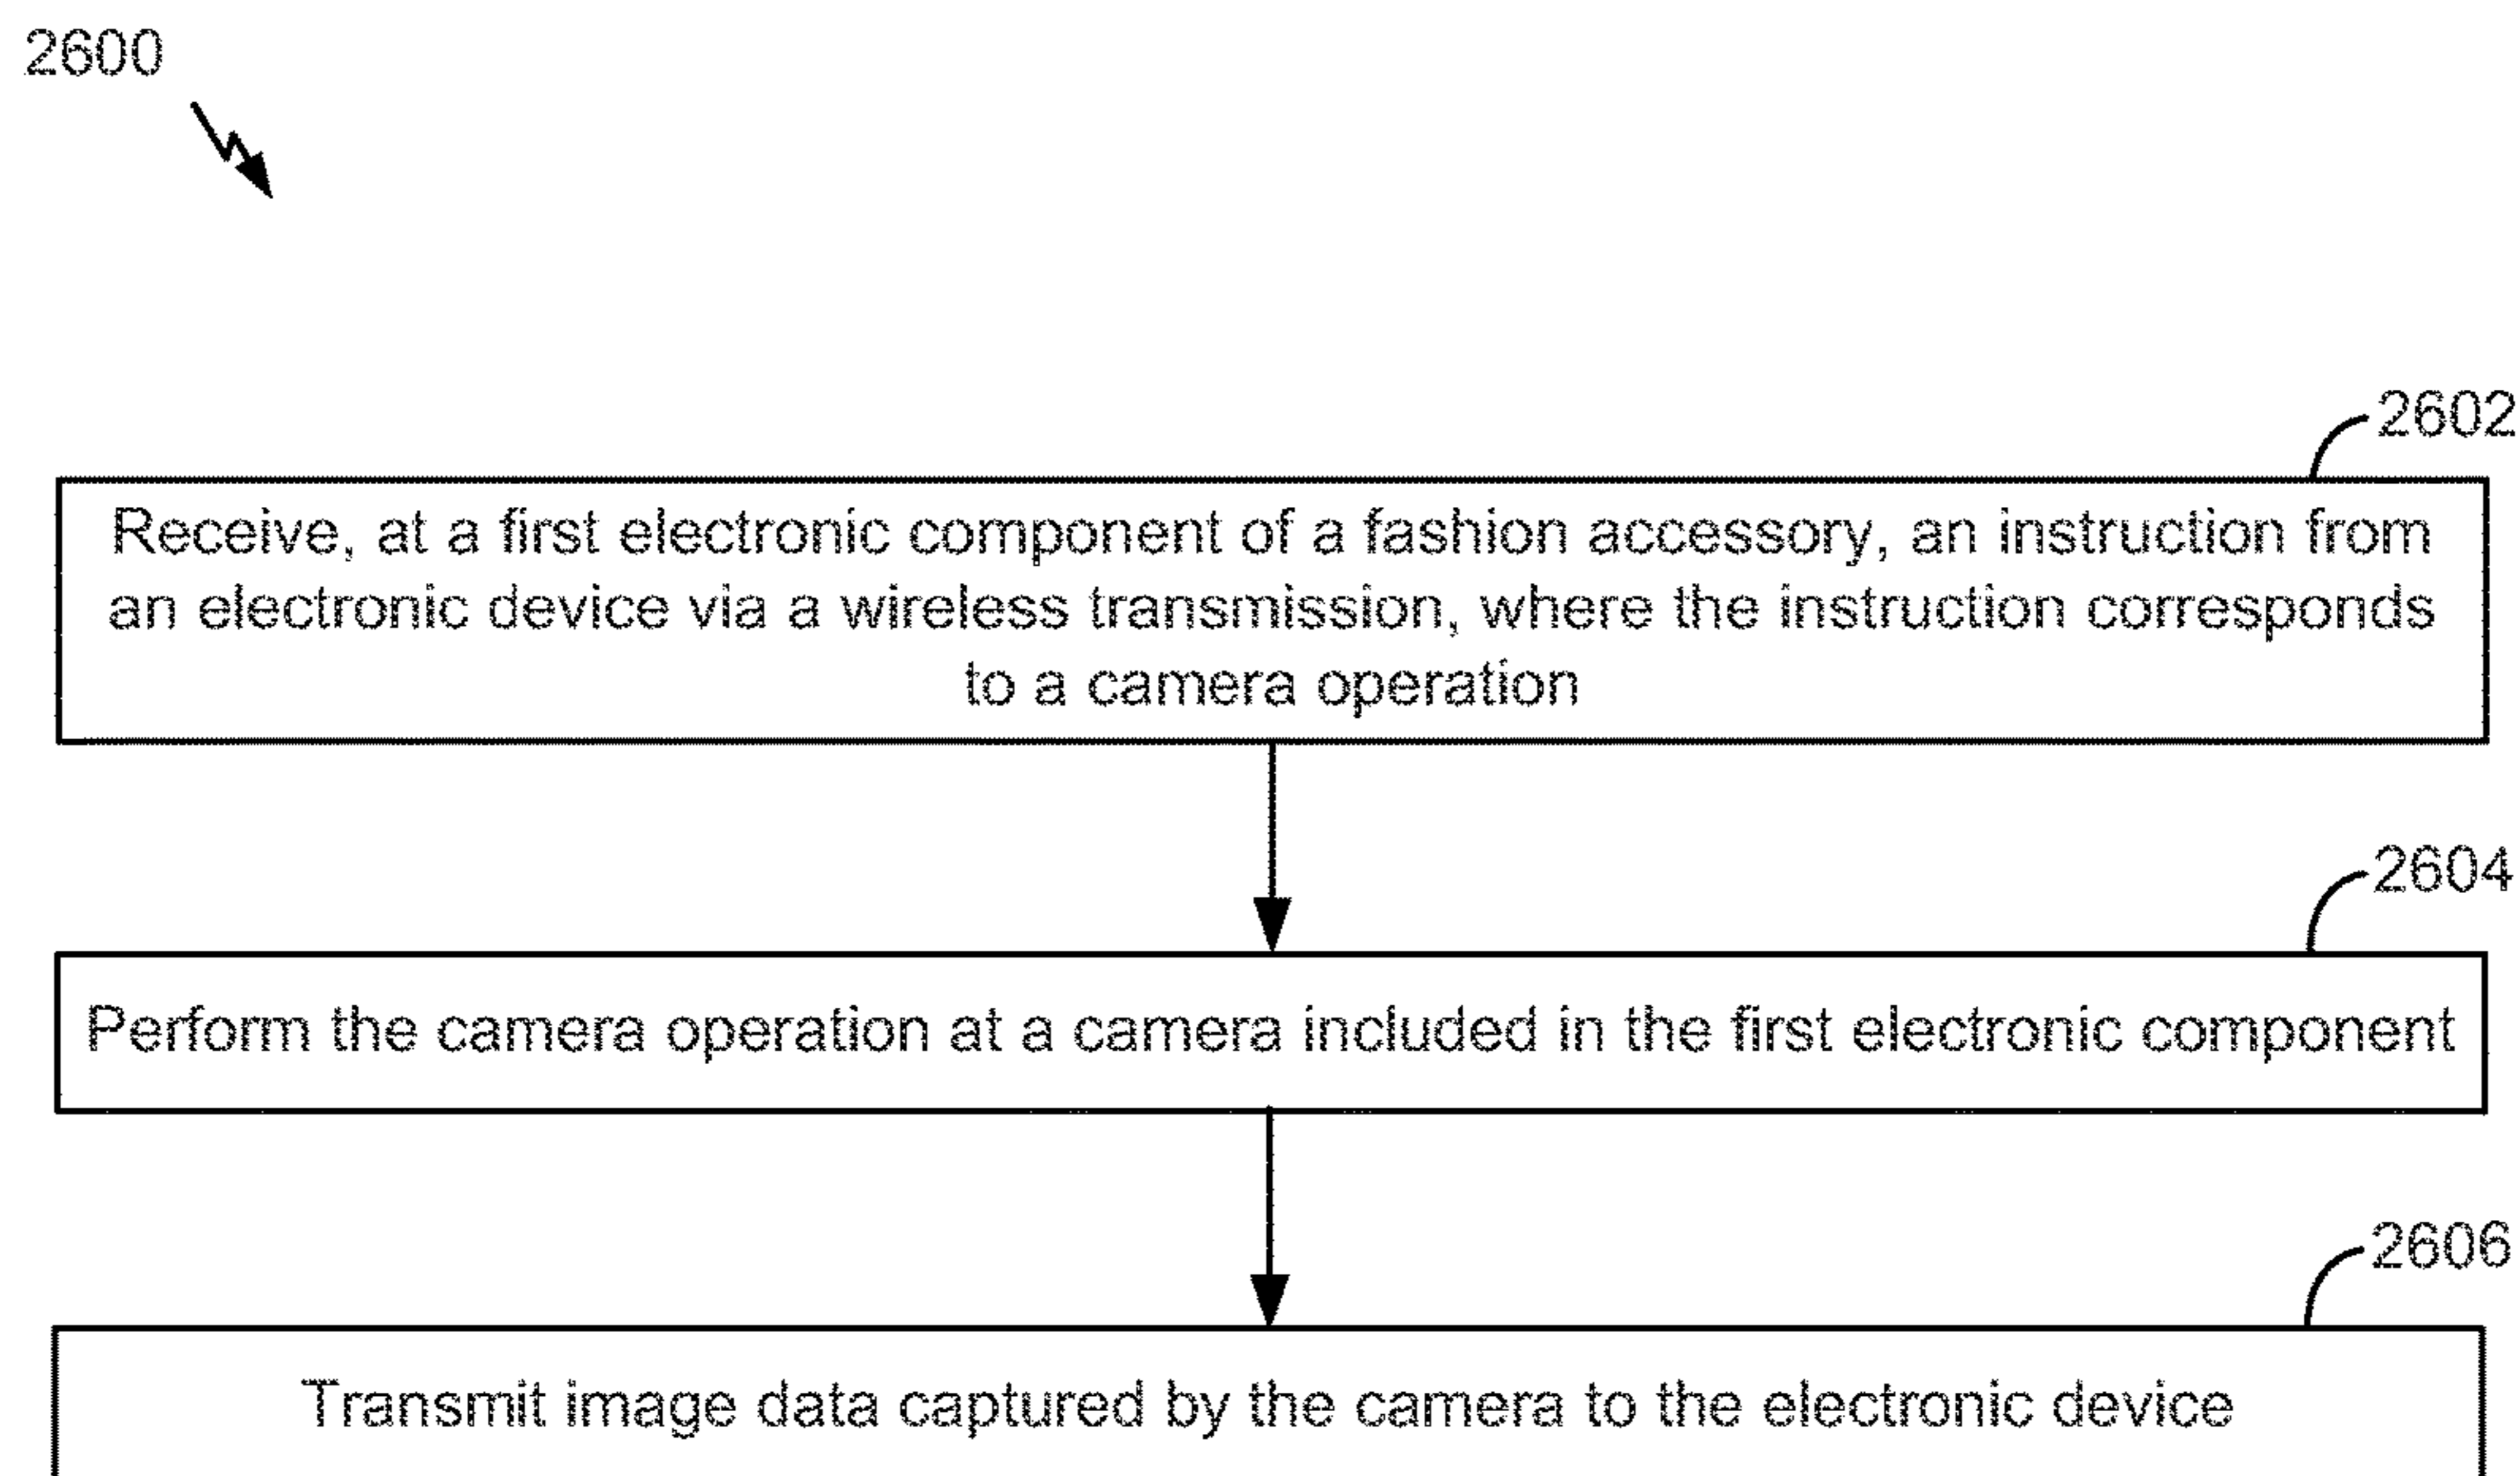 2600
2602
Receive, at a first electronic component of a fashion accessory, an instruction from
an electronic device via a wireless transmission, where the instruction corresponds
to a camera operation
2604
Perform the camera operation at a camera included in the first electronic component
2606
Transmit image data captured by the camera to the electronic device